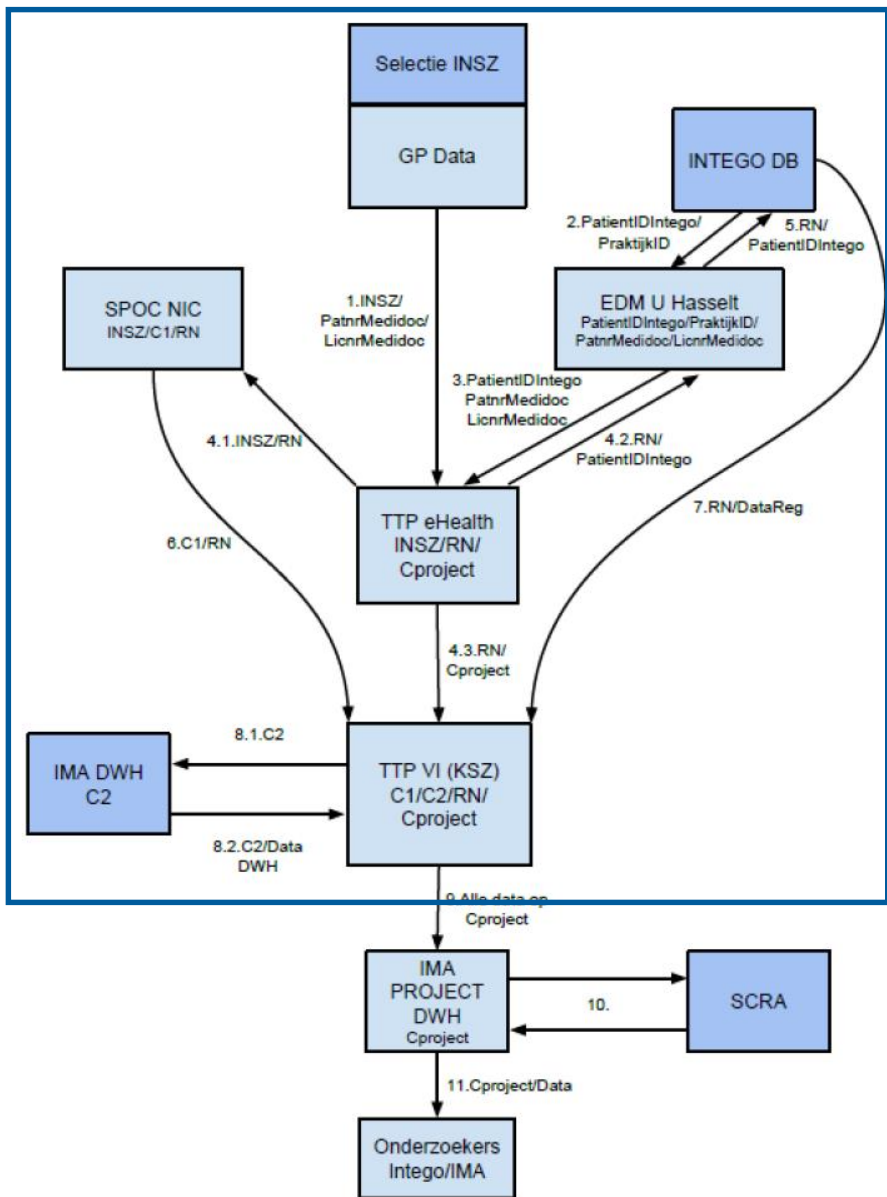 Selectie INSZ
GP Data
INTEGO DB
2.PatientIDIntego/
PraktijkID
5.RN/
PatientIDIntego
SPOC NIC
INSZ/C1/RN
1.INSZ/
PatnrMedidoc/
LicnrMedidoc
EDM U Hasselt
PatientIDIntego/PraktijkID/
PatnrMedidoc/LicnrMedidoc
3.PatientIDIntego
PatnrMedidoc
LicnrMedidoc
4.1.INSZ/RN
4.2.RN/
PatientIDIntego
TTP eHealth
INSZ/RN/
Cproject
7.RN/DataReg
6.C1/RN
4.3.RN/
Cproject
8.1.C2
IMA DWH
C2
TTP VI (KSZ)
C1/C2/RN/
Cproject
8.2.C2/Data
DWH
9.Alle data op
Cproject
IMA
PROJECT
DWH
Cproject
10.
SCRA
11.Cproject/Data
Onderzoekers
Intego/IMA